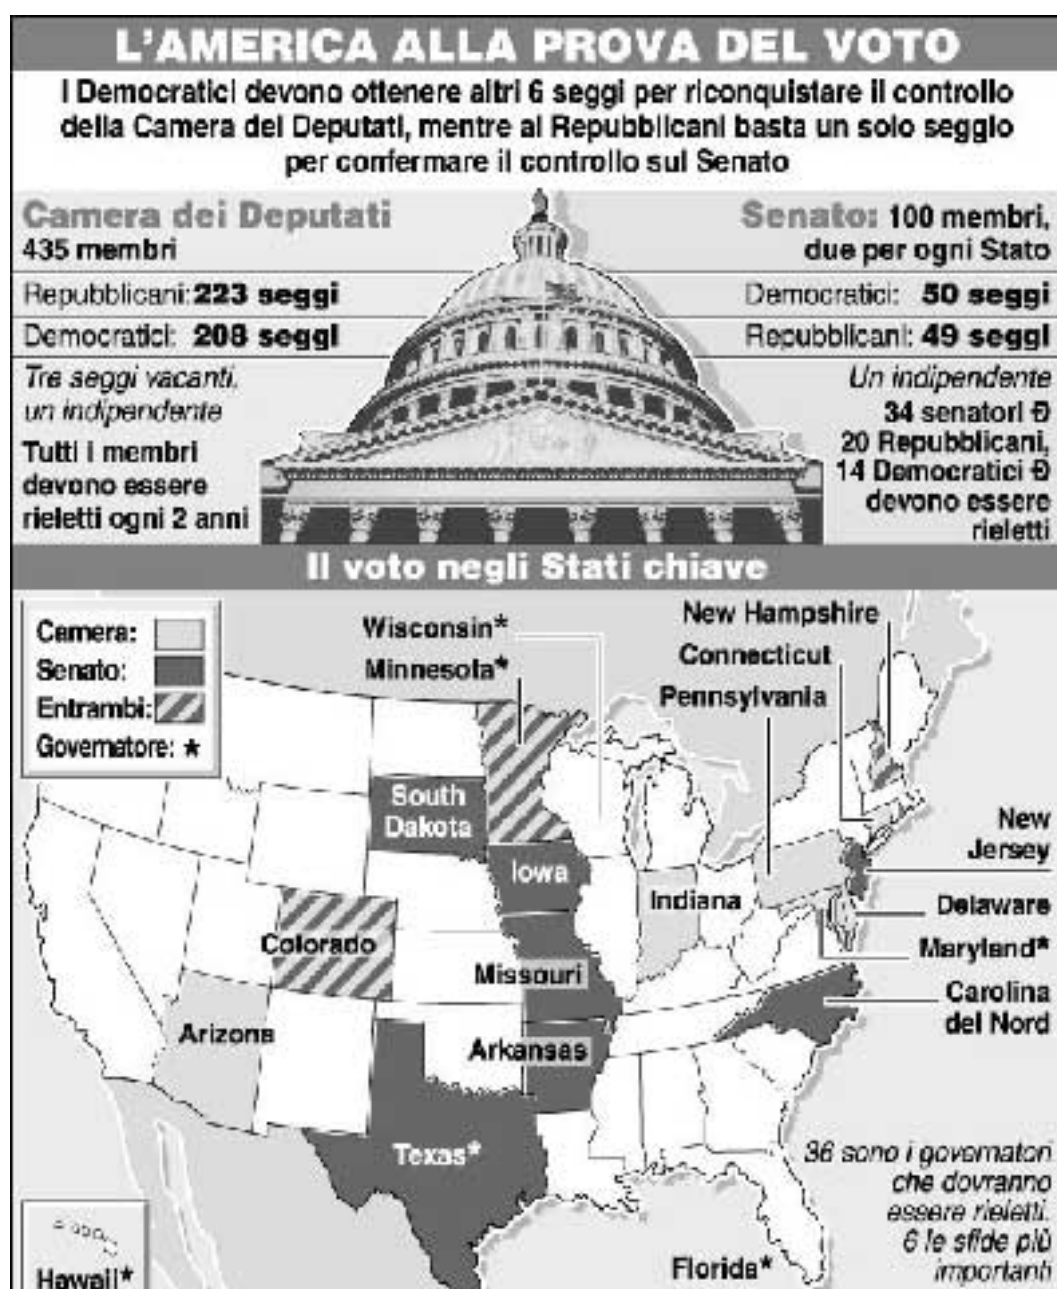 L'AMERICA ALLA PROVA DEL VOTO
I Democratici devono ottenere altri 6 seggi per riconquistare il controllo
della Camera dei Deputati, mentre ai Repubblicani basta un solo seggio
per confermare il controllo sul Senato
Camera dei Deputati
435 membri
Repubblicani: 223 seggi
Democratici: 208 seggi
Tre seggi vacanti,
un indipendente
Tutti i membri
devono essere
rieletti ogni 2 anni
Senato: 100 membri,
due per ogni Stato
Democratici: 50 seggi
Repubblicani: 49 seggi
Un indipendente
34 senatori Ð
20 Repubblicani,
14 Democratici Ð
devono essere
rieletti
Il voto negli Stati chiave
Camera:
Senato:
Entrambi:
Governatore: *
Wisconsin*
Minnesota*
New Hampshire
Connecticut
Pennsylvania
South
Dakota
Iowa
Indiana
New
Jersey
Delaware
Maryland*
Colorado
Missouri
Carolina
del Nord
Arizona
Arkansas
Texas*
36 sono i governatori
che dovranno
essere rieletti.
6 le sfide più
importanti
Florida*
Hawaii*